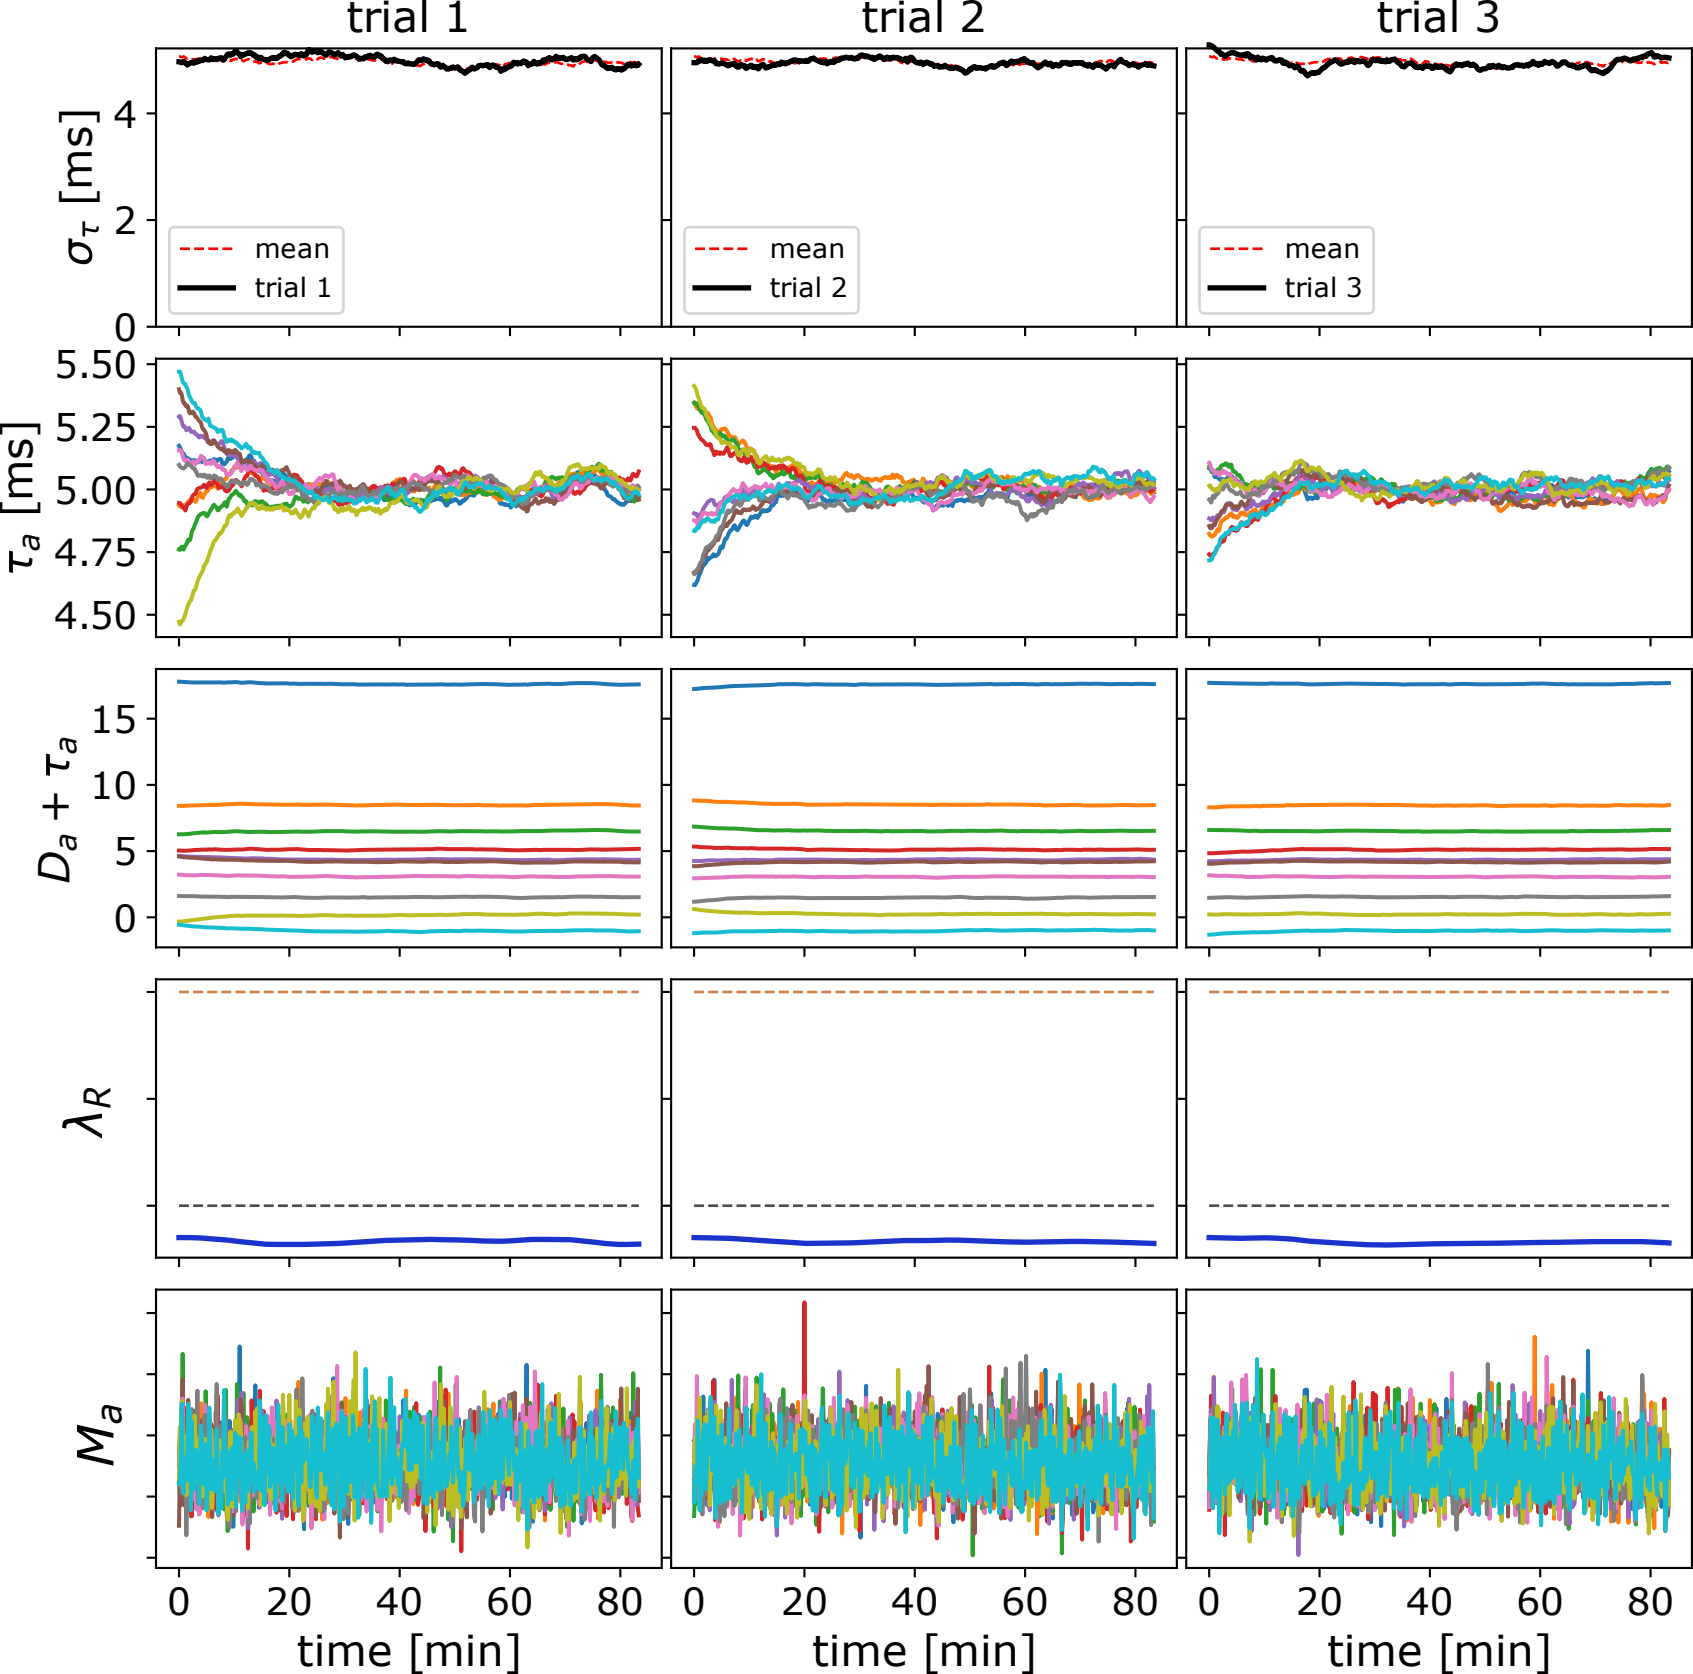 trial 1 trial 2 trial 3
σ_τ [ms]
4
2
0
mean
trial 1
mean
trial 2
mean
trial 3
τ_a [ms]
5.50
5.25
5.00
4.75
4.50
D_a + τ_a
15
10
5
0
λ_R
M_a
0 20 40 60 80 0 20 40 60 80 0 20 40 60 80
time [min] time [min] time [min]